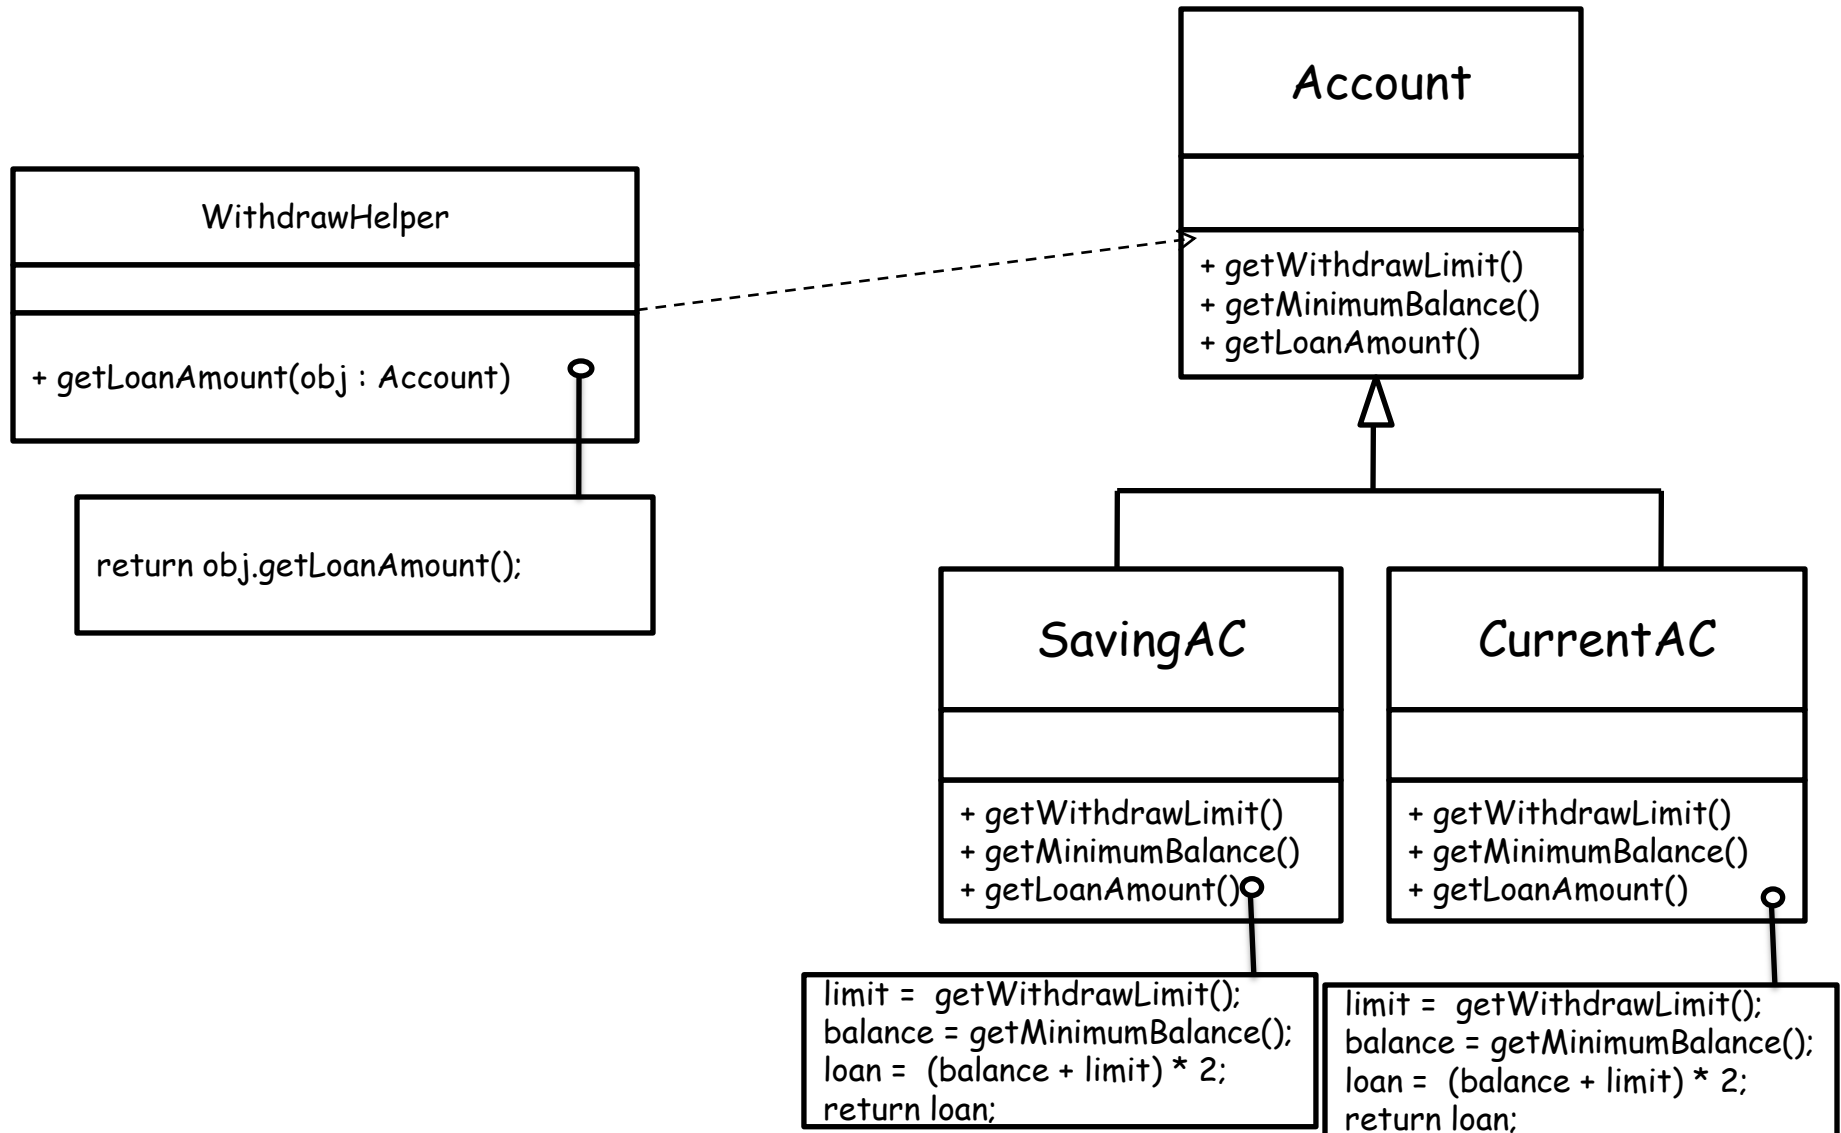 Account
+ getWithdrawLimit()
+ getMinimumBalance()
+ getLoanAmount()
WithdrawHelper
+ getLoanAmount(obj : Account)
return obj.getLoanAmount();
SavingAC
+ getWithdrawLimit()
+ getMinimumBalance()
+ getLoanAmount()
limit =  getWithdrawLimit();
balance = getMinimumBalance();
loan =  (balance + limit) * 2;
return loan;
CurrentAC
+ getWithdrawLimit()
+ getMinimumBalance()
+ getLoanAmount()
limit =  getWithdrawLimit();
balance = getMinimumBalance();
loan =  (balance + limit) * 2;
return loan;